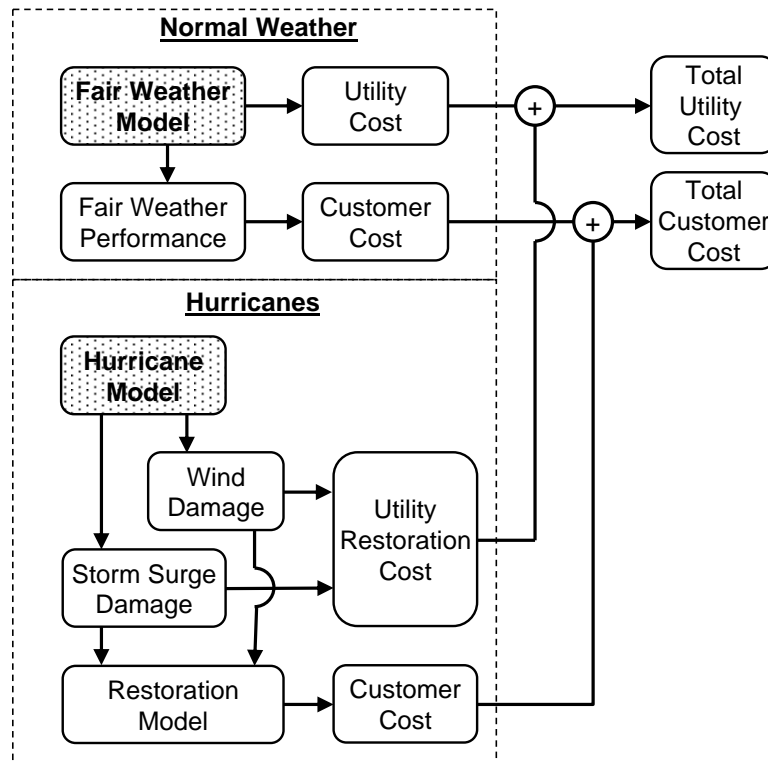 Normal Weather
Fair Weather
Model
Utility
Cost
+
Total
Utility
Cost
Fair Weather
Performance
Customer
Cost
+
Total
Customer
Cost
Hurricanes
Hurricane
Model
Wind
Damage
Utility
Restoration
Cost
Storm Surge
Damage
Restoration
Model
Customer
Cost